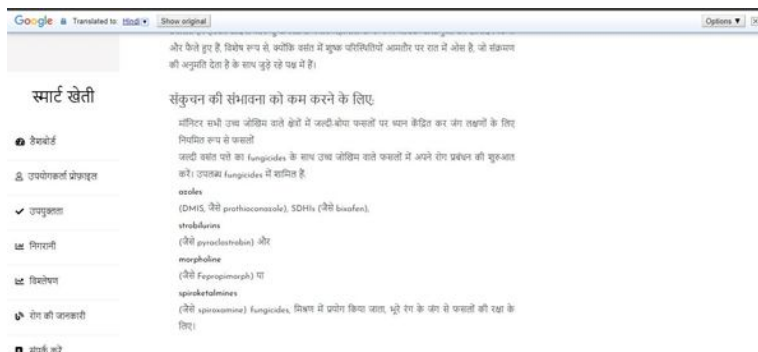 Google Translated to: Hindi Show original Options ▼
और फैले हुए हैं, विशेष रूप से, क्योंकि वसंत में शुष्क परिस्थितियों आमतौर पर रात में ओस है, जो संक्रमण
की अनुमति देता है के साथ जुड़े रहे पक्ष में हैं।
स्मार्ट खेती
संकुचन की संभावना को कम करने के लिए:
मॉनिटर सभी उच्च जोखिम वाले क्षेत्रों में जल्दी-बोया फसलों पर ध्यान केंद्रित कर जंग लक्षणों के लिए
नियमित रूप से फसलों
जल्दी वसंत पत्ते का fungicides के साथ उच्च जोखिम वाले फसलों में अपने रोग प्रबंधन की शुरुआत
करें। उपलब्ध fungicides में शामिल हैं:
azoles
(DMIS, जैसे prothioconazole), SDHIs (जैसे bixafen),
strobilurins
(जैसे pyraclostrobin) और
morpholine
(जैसे Fepropimorph) या
spiroketalmines
(जैसे spiroxamine) fungicides, मिश्रण में प्रयोग किया जाता, भूरे रंग के जंग से फसलों की रक्षा के
लिए।
डैशबोर्ड
उपयोगकर्ता प्रोफ़ाइल
उपयुक्तता
निगरानी
विश्लेषण
रोग की जानकारी
संपर्क करें